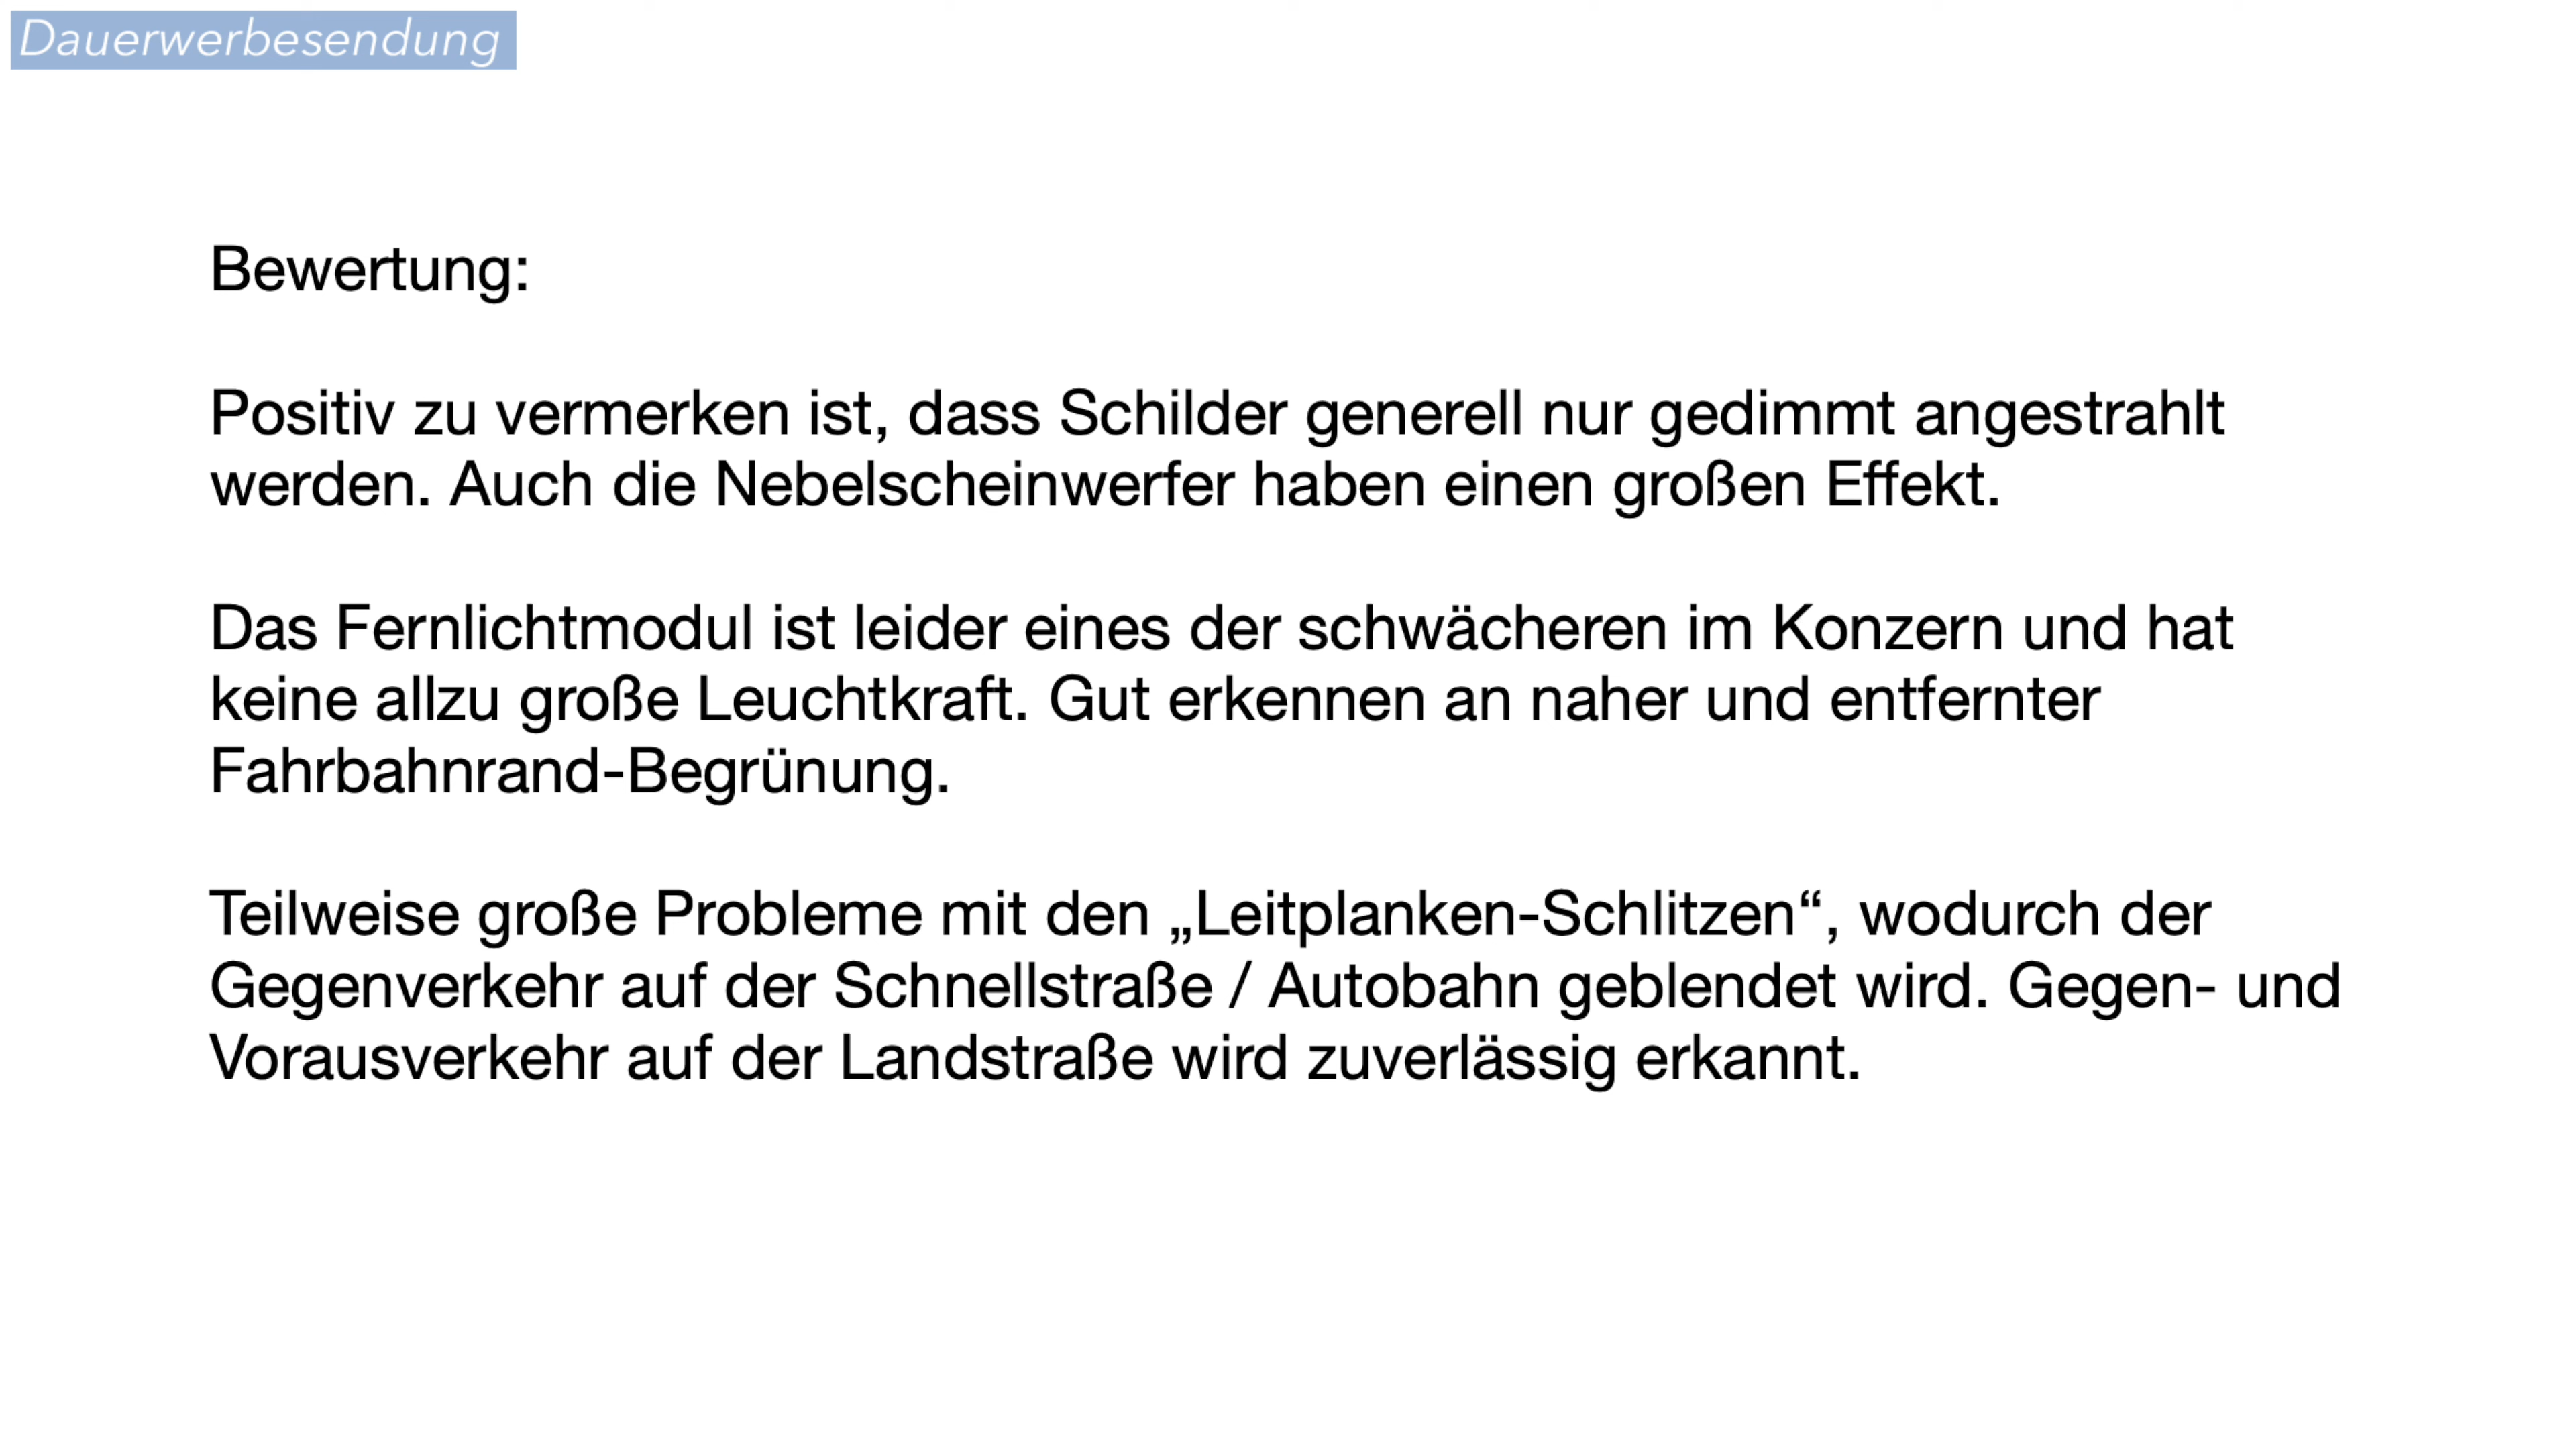 Dauerwerbesendung
Bewertung:
Positiv zu vermerken ist, dass Schilder generell nur gedimmt angestrahlt
werden. Auch die Nebelscheinwerfer haben einen großen Effekt.
Das Fernlichtmodul ist leider eines der schwächeren im Konzern und hat
keine allzu große Leuchtkraft. Gut erkennen an naher und entfernter
Fahrbahnrand-Begrünung.
Teilweise große Probleme mit den „Leitplanken-Schlitzen“, wodurch der
Gegenverkehr auf der Schnellstraße / Autobahn geblendet wird. Gegen- und
Vorausverkehr auf der Landstraße wird zuverlässig erkannt.